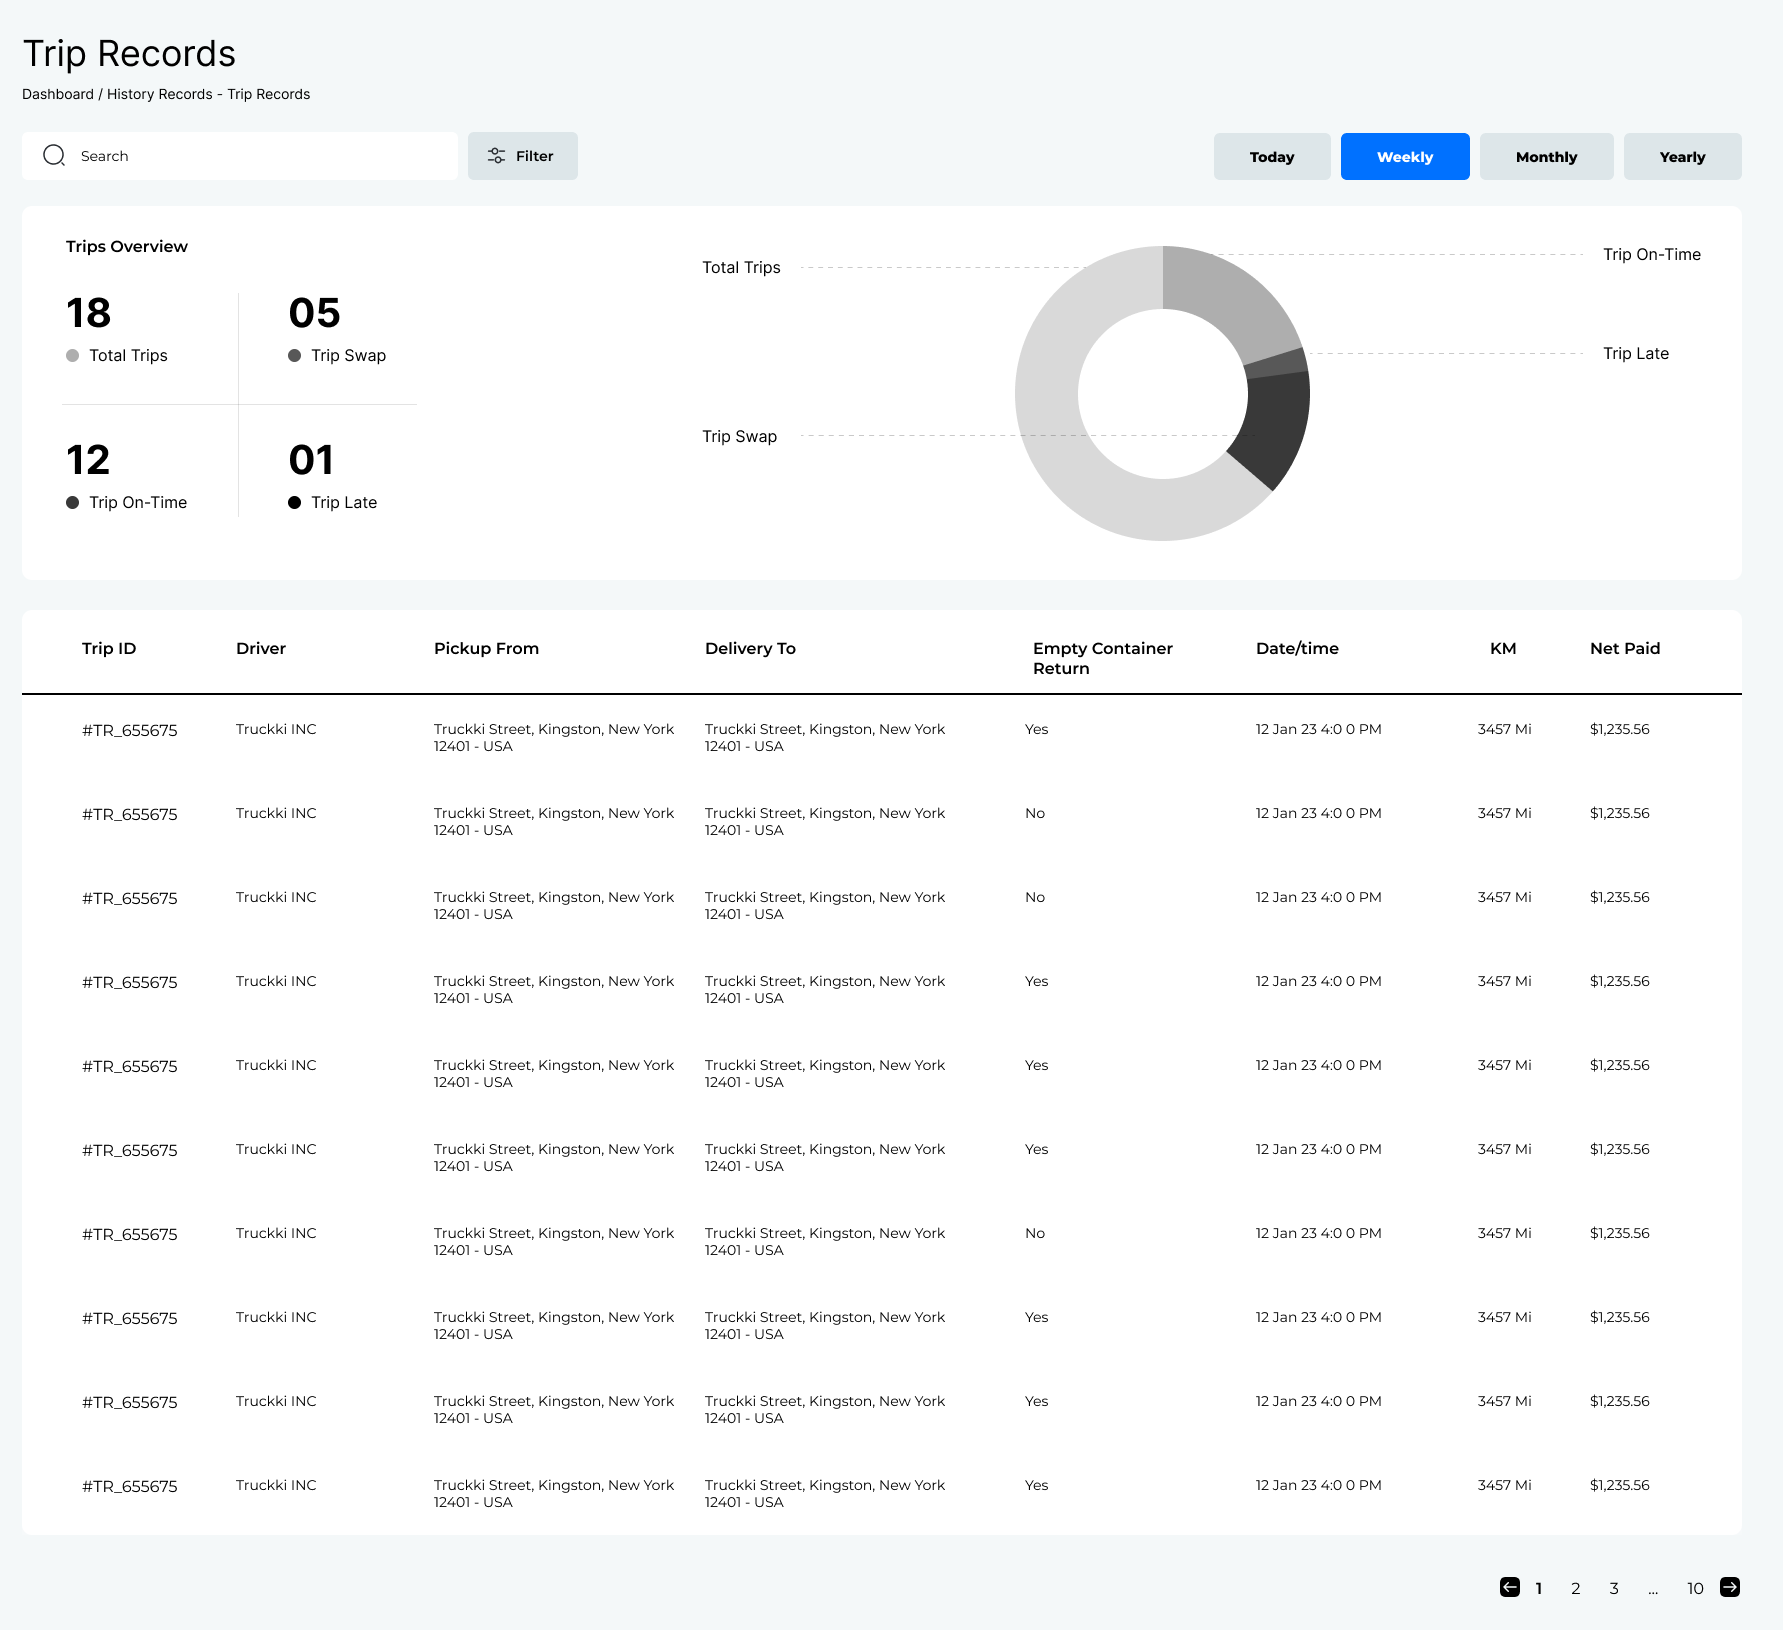 Trip Records
Dashboard / History Records - Trip Records
Search
Filter
Today
Weekly
Monthly
Yearly
Trips Overview
18
Total Trips
05
Trip Swap
12
Trip On-Time
01
Trip Late
Total Trips
Trip On-Time
Trip Late
Trip Swap
Trip ID Driver Pickup From Delivery To Empty Container Date/time KM Net Paid
Return
#TR_655675 Truckki INC Truckki Street, Kingston, New York Truckki Street, Kingston, New York Yes 12 Jan 23 4:0 0 PM 3457 Mi $1,235.56
12401 - USA 12401 - USA
#TR_655675 Truckki INC Truckki Street, Kingston, New York Truckki Street, Kingston, New York No 12 Jan 23 4:0 0 PM 3457 Mi $1,235.56
12401 - USA 12401 - USA
#TR_655675 Truckki INC Truckki Street, Kingston, New York Truckki Street, Kingston, New York No 12 Jan 23 4:0 0 PM 3457 Mi $1,235.56
12401 - USA 12401 - USA
#TR_655675 Truckki INC Truckki Street, Kingston, New York Truckki Street, Kingston, New York Yes 12 Jan 23 4:0 0 PM 3457 Mi $1,235.56
12401 - USA 12401 - USA
#TR_655675 Truckki INC Truckki Street, Kingston, New York Truckki Street, Kingston, New York Yes 12 Jan 23 4:0 0 PM 3457 Mi $1,235.56
12401 - USA 12401 - USA
#TR_655675 Truckki INC Truckki Street, Kingston, New York Truckki Street, Kingston, New York Yes 12 Jan 23 4:0 0 PM 3457 Mi $1,235.56
12401 - USA 12401 - USA
#TR_655675 Truckki INC Truckki Street, Kingston, New York Truckki Street, Kingston, New York No 12 Jan 23 4:0 0 PM 3457 Mi $1,235.56
12401 - USA 12401 - USA
#TR_655675 Truckki INC Truckki Street, Kingston, New York Truckki Street, Kingston, New York Yes 12 Jan 23 4:0 0 PM 3457 Mi $1,235.56
12401 - USA 12401 - USA
#TR_655675 Truckki INC Truckki Street, Kingston, New York Truckki Street, Kingston, New York Yes 12 Jan 23 4:0 0 PM 3457 Mi $1,235.56
12401 - USA 12401 - USA
#TR_655675 Truckki INC Truckki Street, Kingston, New York Truckki Street, Kingston, New York Yes 12 Jan 23 4:0 0 PM 3457 Mi $1,235.56
12401 - USA 12401 - USA
1 2 3 ... 10